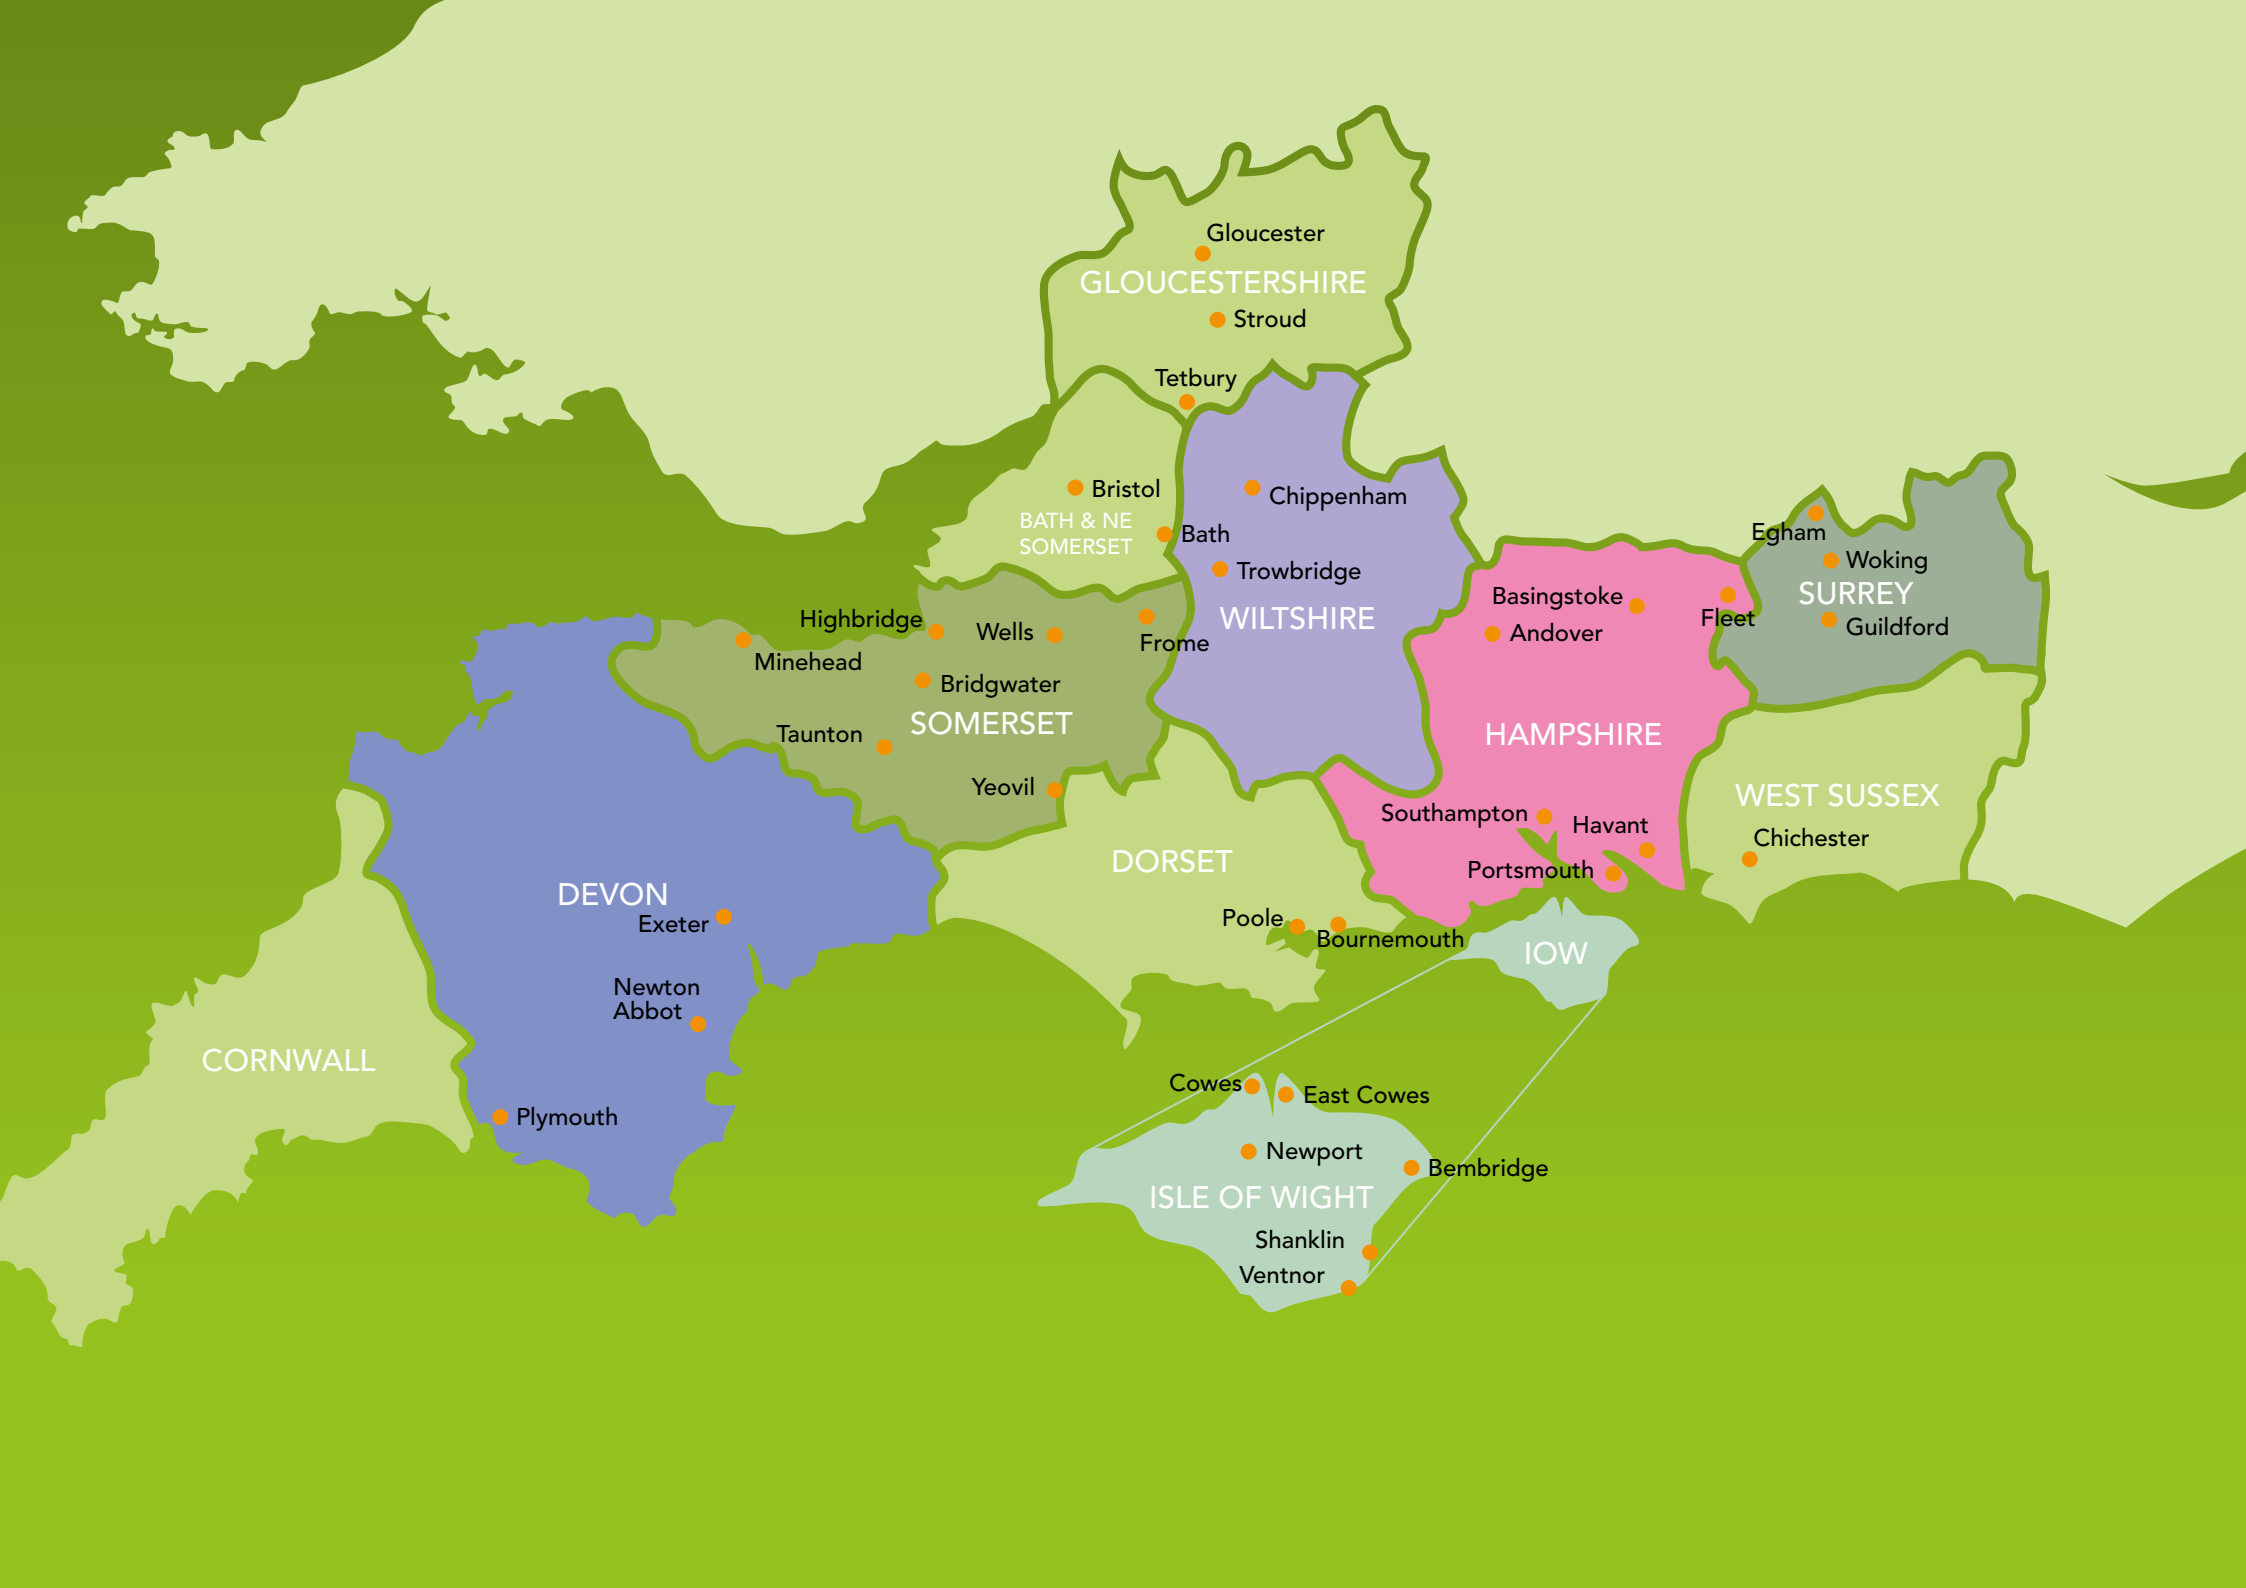 Gloucester
GLOUCESTERSHIRE
Stroud
Tetbury
Bristol
Chippenham
BATH & NE
SOMERSET
Bath
Trowbridge
WILTSHIRE
Egham
Woking
SURREY
Guildford
Basingstoke
Fleet
Andover
HAMPSHIRE
Highbridge
Wells
Frome
Minehead
Bridgwater
SOMERSET
Taunton
Yeovil
WEST SUSSEX
Chichester
Southampton
Havant
Portsmouth
DORSET
Poole
Bournemouth
IOW
DEVON
Exeter
Newton
Abbot
CORNWALL
Plymouth
Cowes
East Cowes
Newport
Bembridge
ISLE OF WIGHT
Shanklin
Ventnor